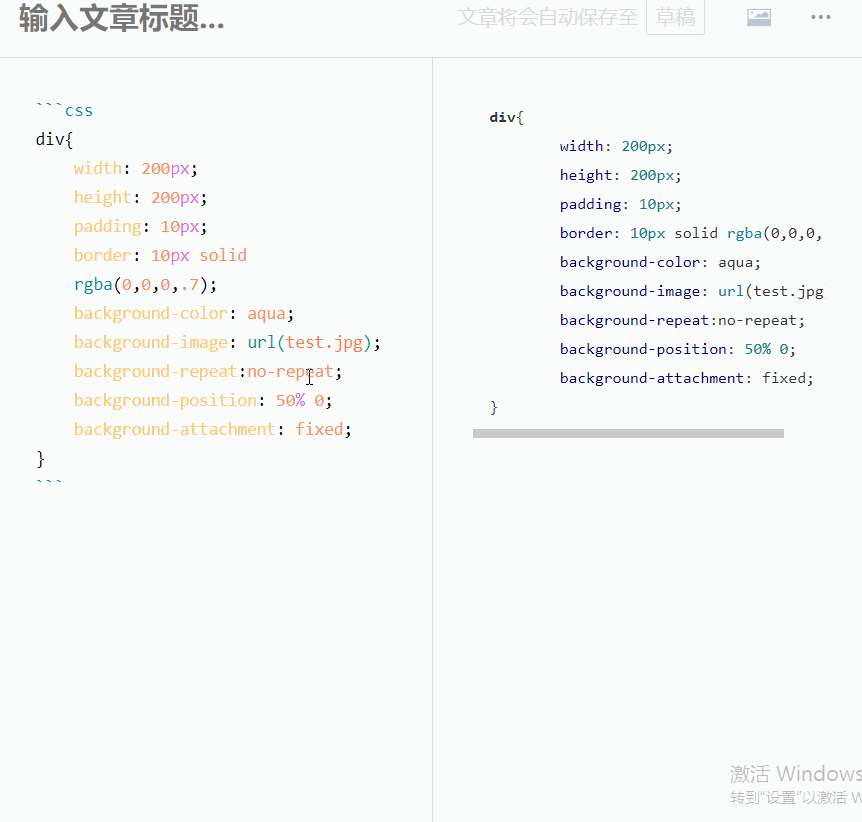 输入文章标题...
文章将会自动保存至 草稿
```css
div{
width: 200px;
height: 200px;
padding: 10px;
border: 10px solid
rgba(0,0,0,.7);
background-color: aqua;
background-image: url(test.jpg);
background-repeat:no-repeat;
background-position: 50% 0;
background-attachment: fixed;
}
```
div{
width: 200px;
height: 200px;
padding: 10px;
border: 10px solid rgba(0,0,0,
background-color: aqua;
background-image: url(test.jpg
background-repeat:no-repeat;
background-position: 50% 0;
background-attachment: fixed;
}
激活 Windows
转到"设置"以激活 W